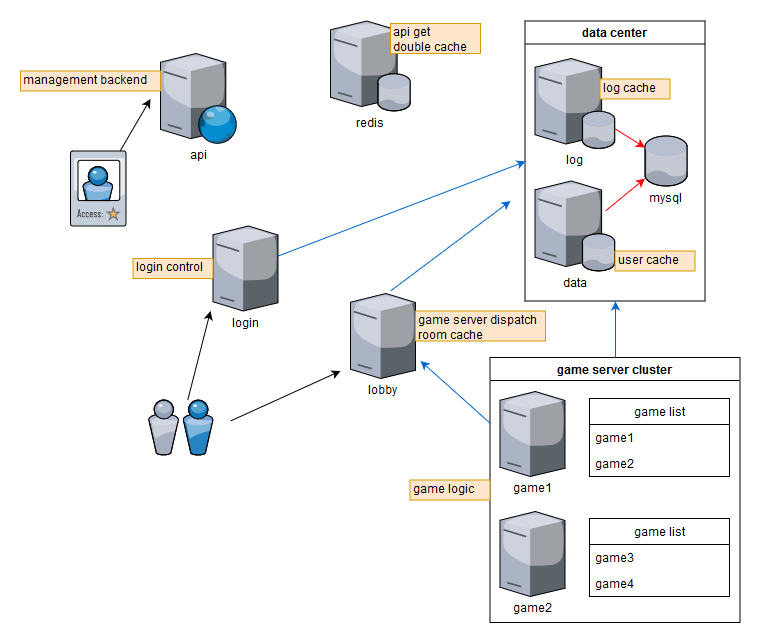 api get
double cache
data center
management backend
log cache
redis
api
log
mysql
Access:
user cache
login control
data
login
game server dispatch
room cache
lobby
game server cluster
game list
game1
game2
game logic
game1
game list
game3
game4
game2